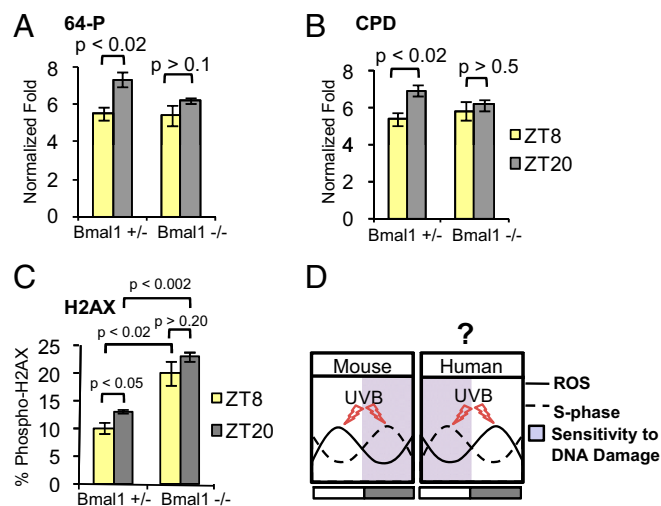 A
64-P
p < 0.02
p > 0.1
Normalized Fold
8
6
4
2
0
Bmal1 +/-
Bmal1 -/-
B
CPD
p < 0.02
p > 0.5
Normalized Fold
8
6
4
2
0
Bmal1 +/-
Bmal1 -/-
ZT8
ZT20
C
H2AX
p < 0.002
p < 0.02
p > 0.20
p < 0.05
% Phospho-H2AX
25
20
15
10
5
0
Bmal1 +/-
Bmal1 -/-
ZT8
ZT20
D
?
Mouse
Human
UVB
UVB
ROS
S-phase
Sensitivity to
DNA Damage